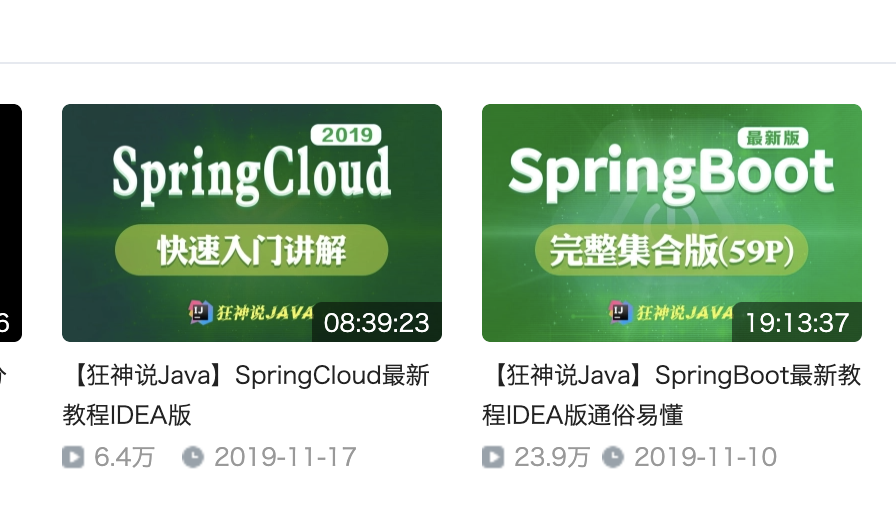 6
2019
SpringCloud
快速入门讲解
狂神说JAVA
08:39:23
最新版
SpringBoot
完整集合版(59P)
狂神说JAVA
19:13:37
【狂神说Java】SpringCloud最新
教程IDEA版
6.4万 2019-11-17
【狂神说Java】SpringBoot最新教
程IDEA版通俗易懂
23.9万 2019-11-10